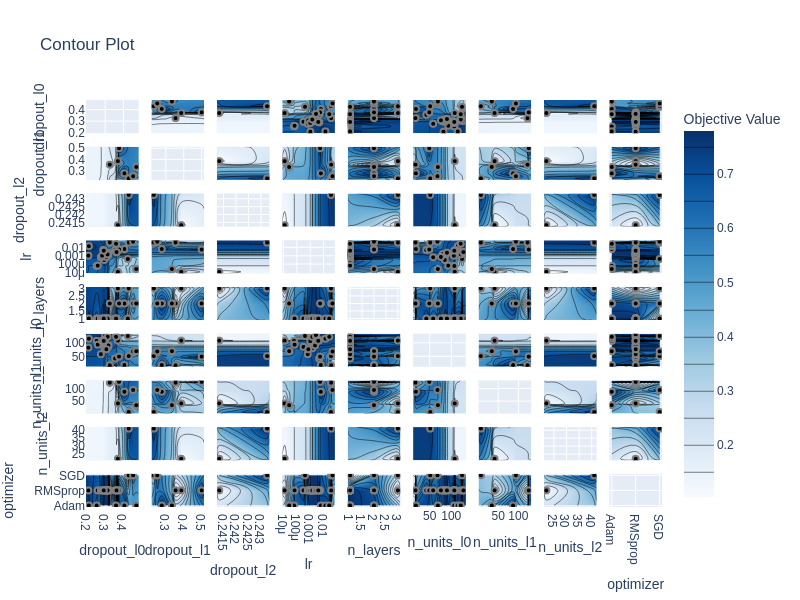 Contour Plot
Objective Value
0.7
0.6
0.5
0.4
0.3
0.2
dropout_l0
0.4
0.3
0.2
dropout_l1
0.5
0.4
0.3
dropout_l2
0.243
0.2425
0.242
0.2415
lr
0.01
0.001
100μ
10μ
n_layers
3
2.5
2
1.5
1
n_units_l0
100
50
n_units_l1
100
50
n_units_l2
40
35
30
25
optimizer
SGD
RMSprop
Adam
0.2 0.3 0.4
0.3 0.4 0.5
0.2415 0.242 0.2425 0.243
10μ 100μ 0.001 0.01
1 1.5 2 2.5 3
50 100
50 100
25 30 35 40
Adam RMSprop SGD
dropout_l0 dropout_l1 dropout_l2 lr n_layers n_units_l0 n_units_l1 n_units_l2 optimizer